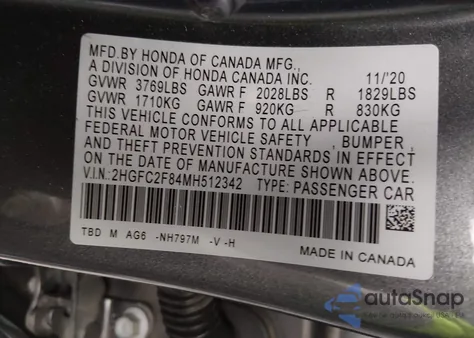 MFD.BY HONDA OF CANADA MFG.,
A DIVISION OF HONDA CANADA INC. 11/'20
GVWR 3769LBS GAWR F 2028LBS R 1829LBS
GVWR 1710KG GAWR F 920KG R 830KG
THIS VEHICLE CONFORMS TO ALL APPLICABLE
FEDERAL MOTOR VEHICLE SAFETY , BUMPER ,
AND THEFT PREVENTION STANDARDS IN EFFECT
ON THE DATE OF MANUFACTURE SHOWN ABOVE.
V.I.N.: 2HGFC2F84MH512342 TYPE: PASSENGER CAR
TBD M AG6 -NH797M -V -H
MADE IN CANADA
autoSnap